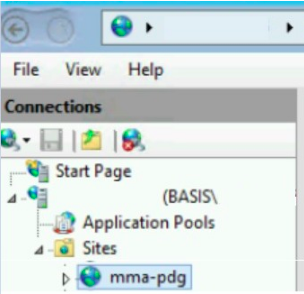 File View Help
Connections
Start Page
(BASIS\
Application Pools
Sites
mma-pdg